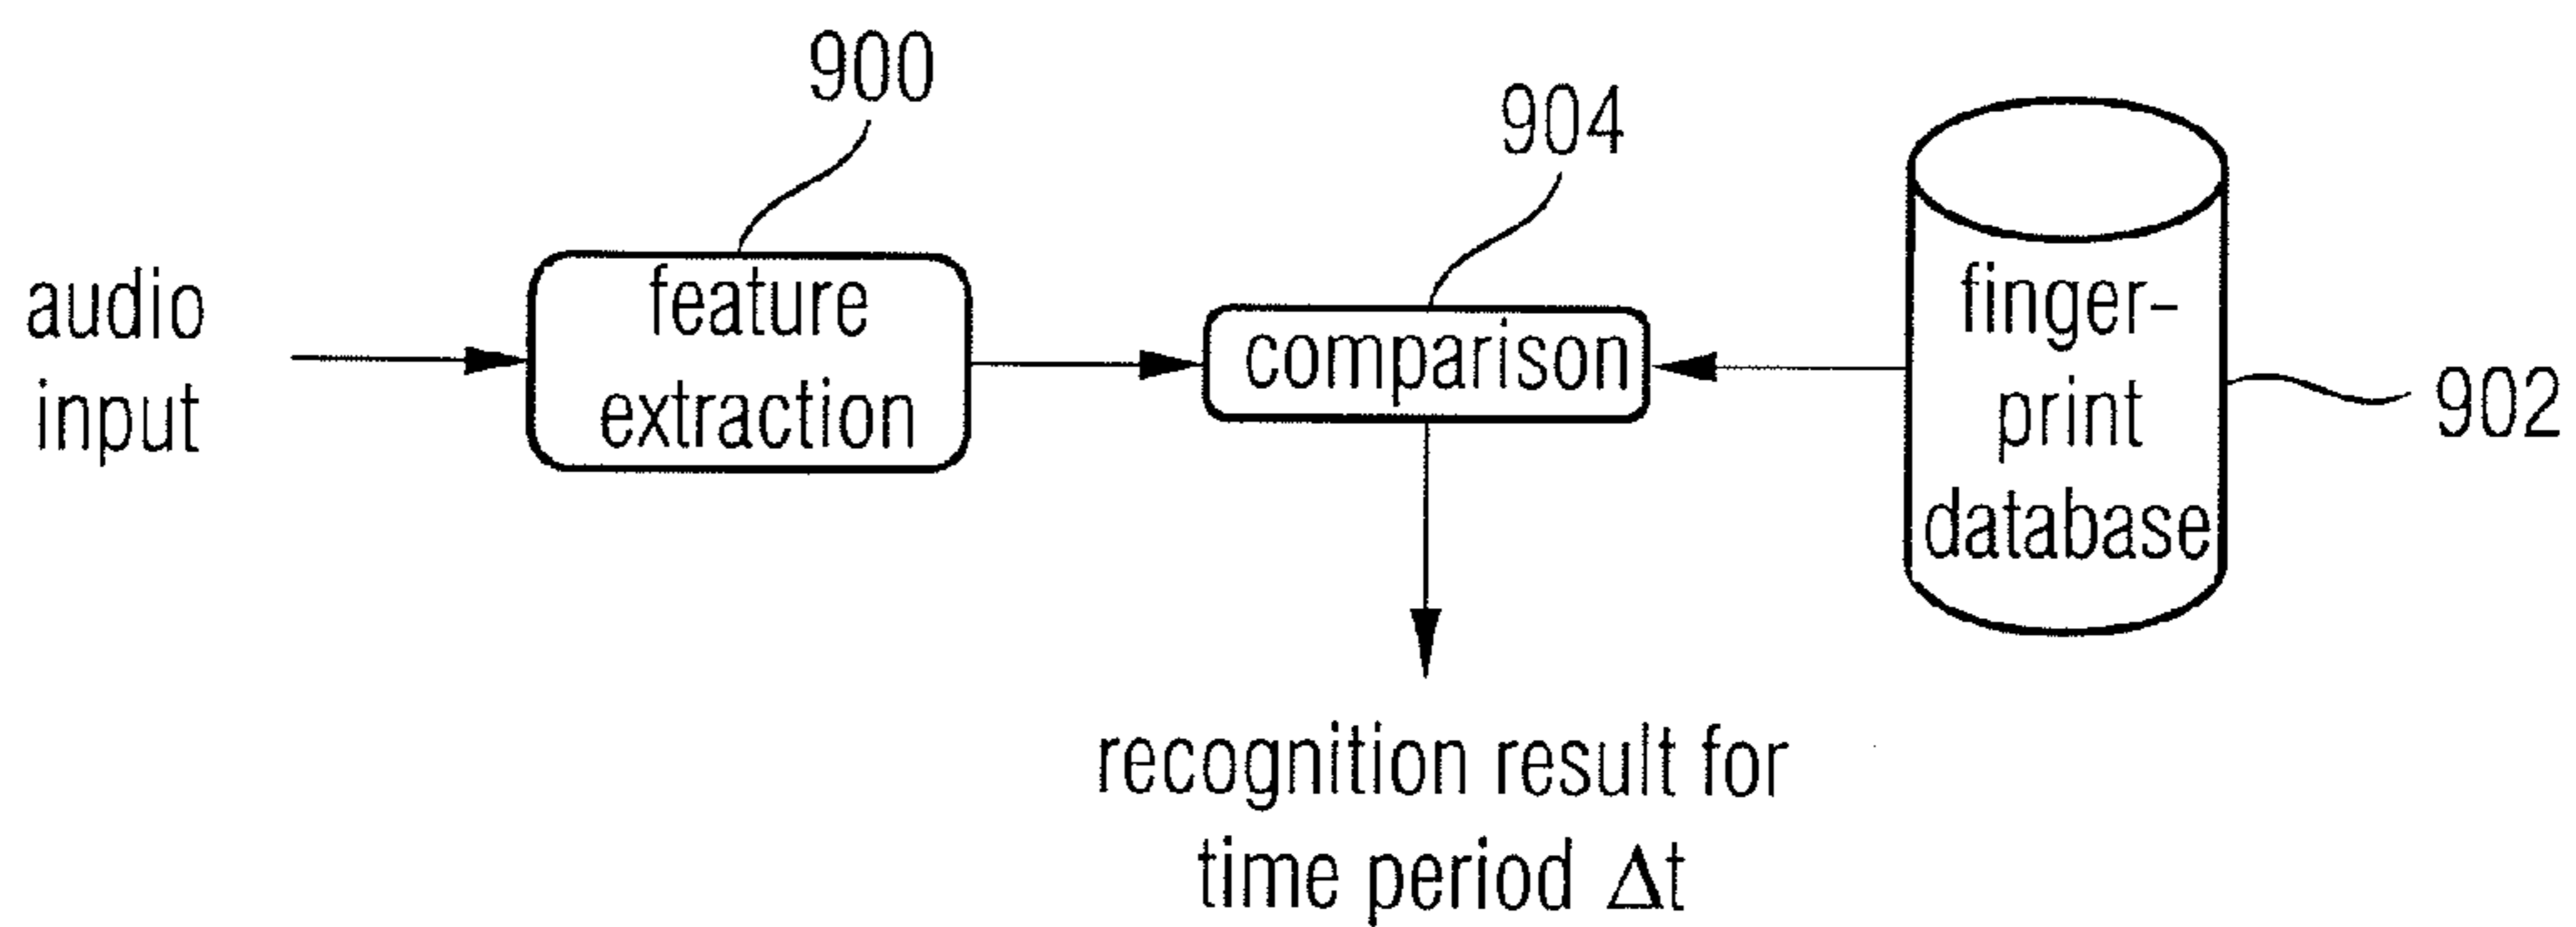 900
904
audio
input
feature
extraction
comparison
finger-
print
database
902
recognition result for
time period Δt